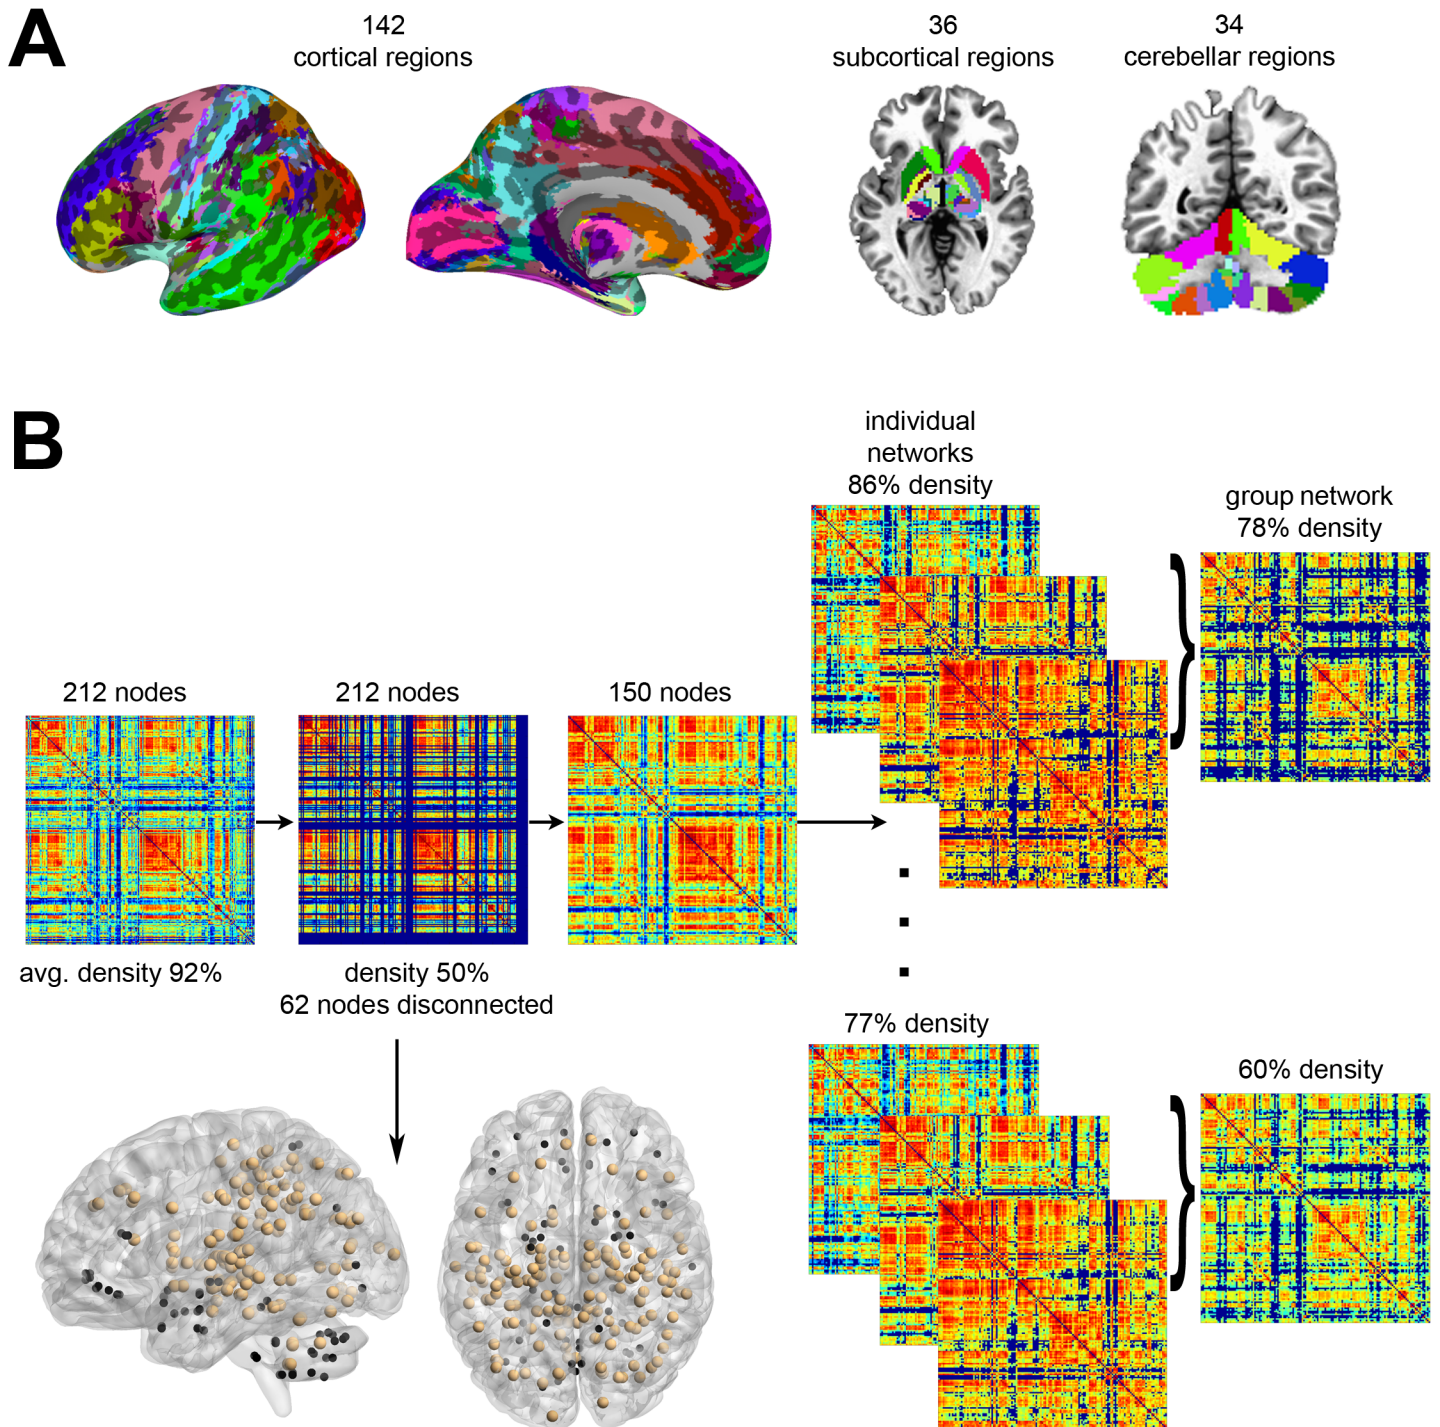 A
142
cortical regions
36
subcortical regions
34
cerebellar regions
B
individual
networks
86% density
group network
78% density
212 nodes
212 nodes
150 nodes
avg. density 92%
density 50%
62 nodes disconnected
77% density
60% density